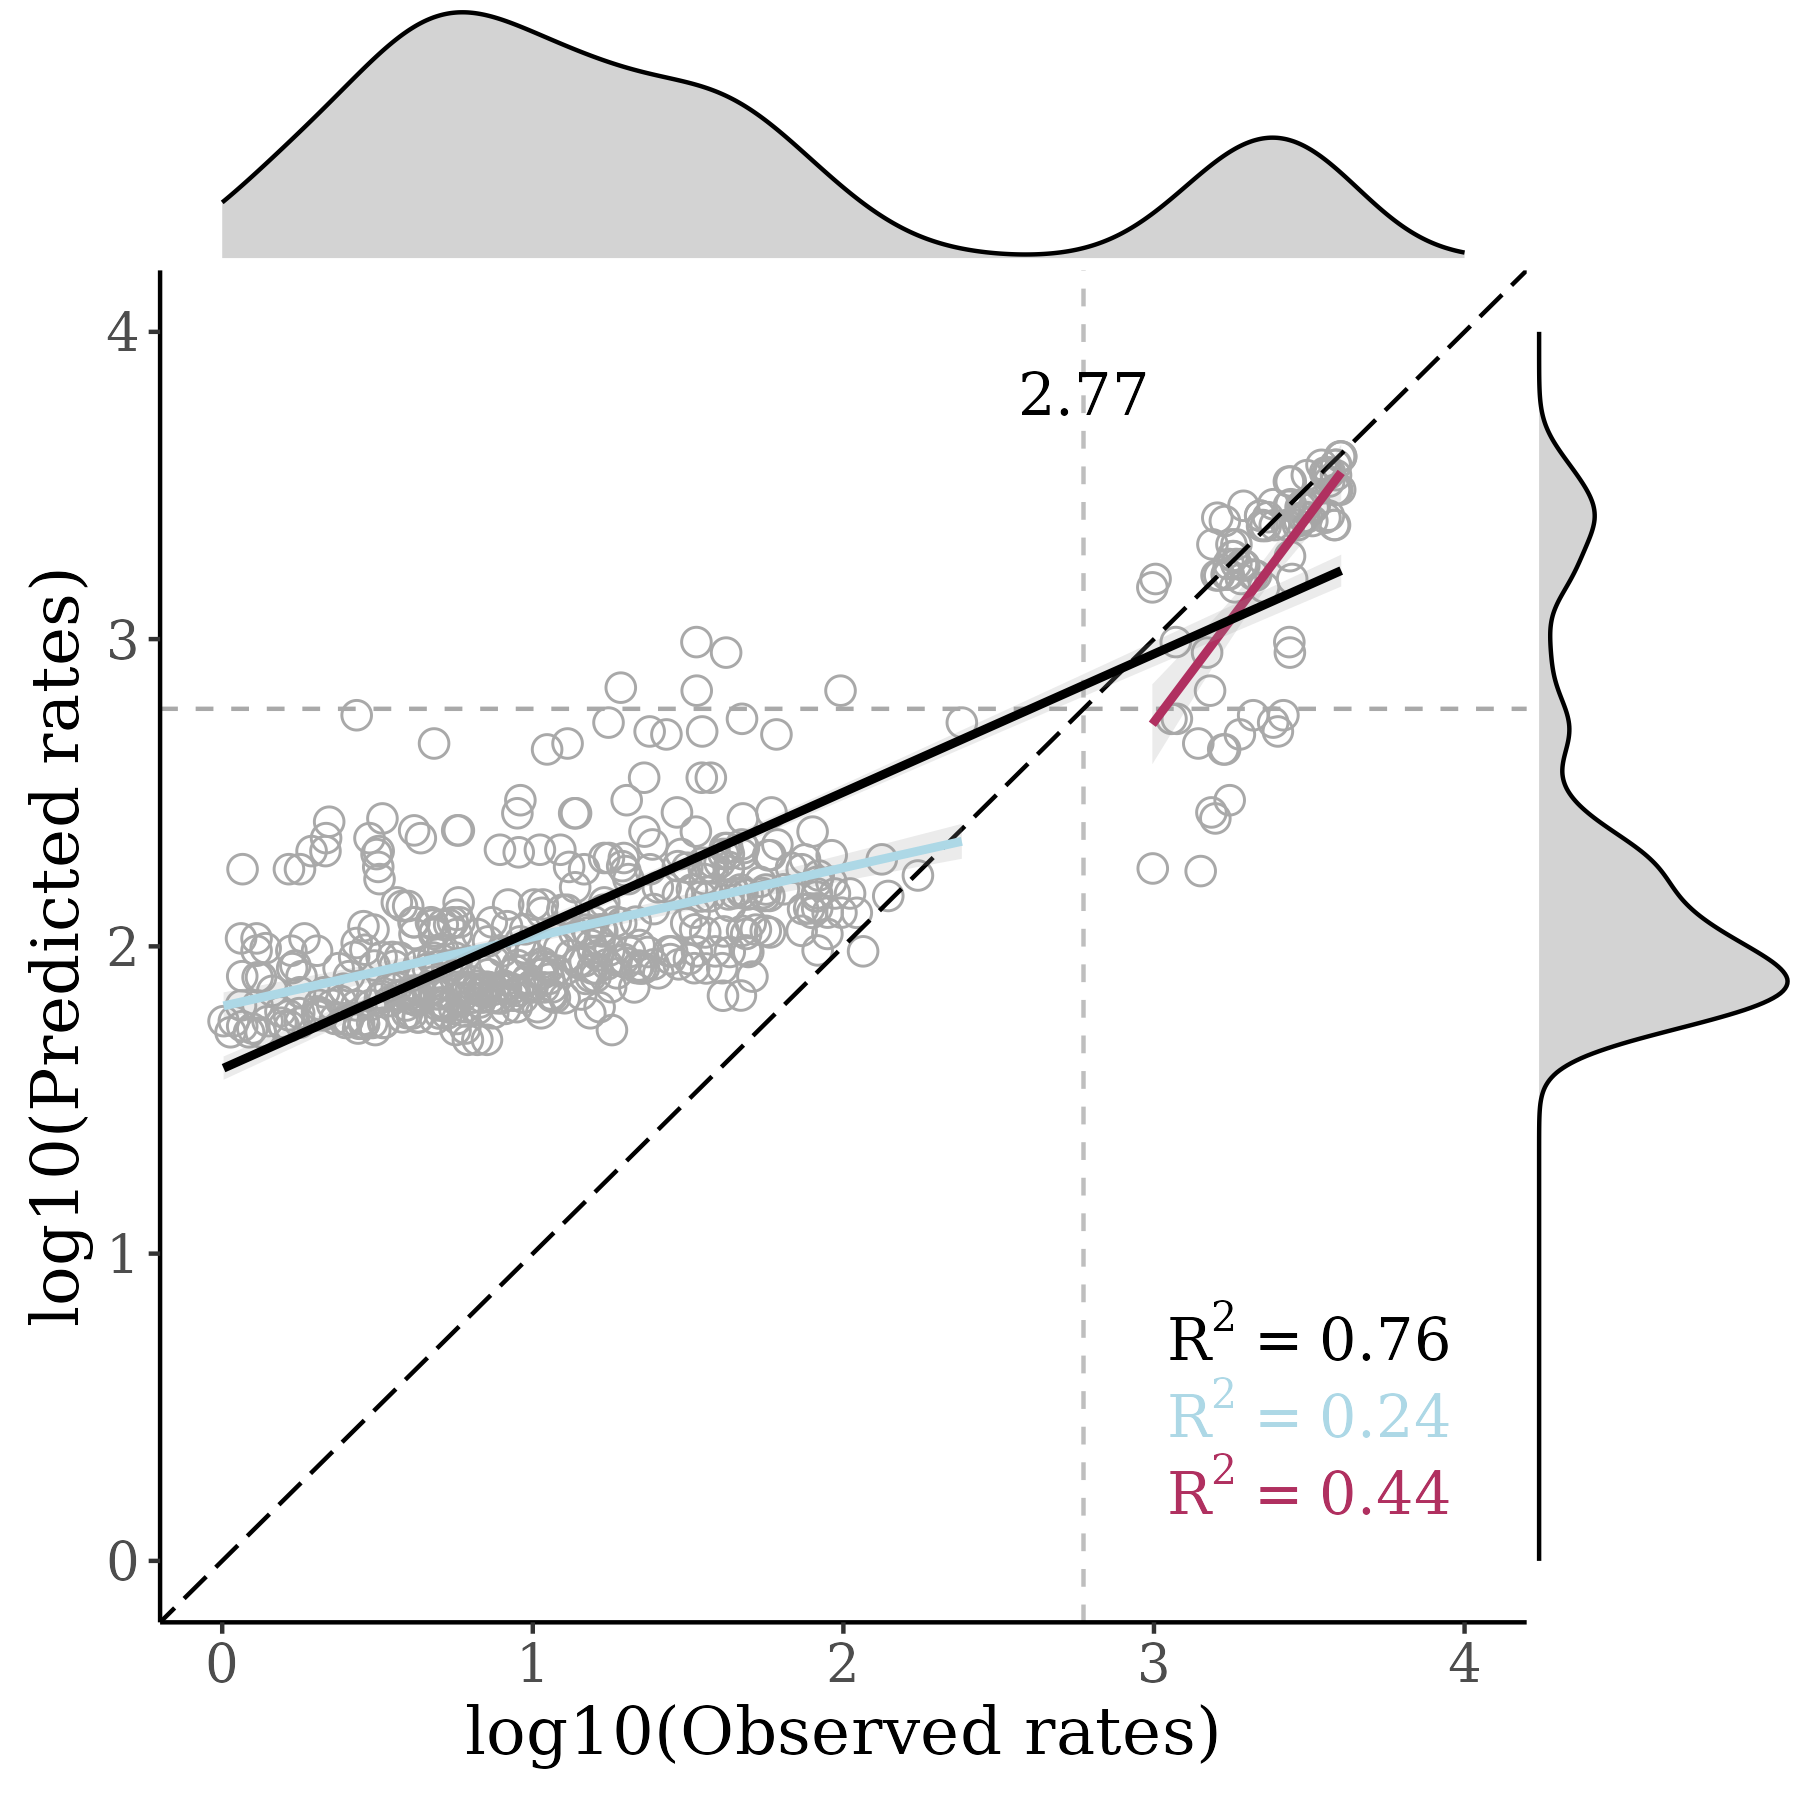 4
3
2
1
0
log10(Predicted rates)
2.77
R² = 0.76
R² = 0.24
R² = 0.44
0 1 2 3 4
log10(Observed rates)